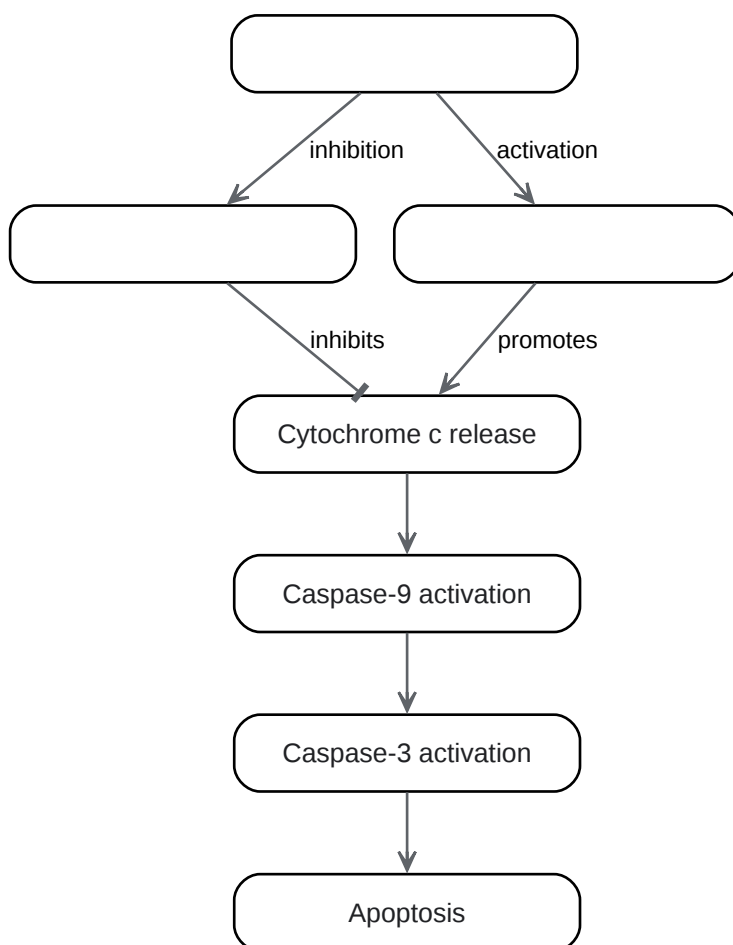 inhibition
activation
inhibits
promotes
Cytochrome c release
Caspase-9 activation
Caspase-3 activation
Apoptosis